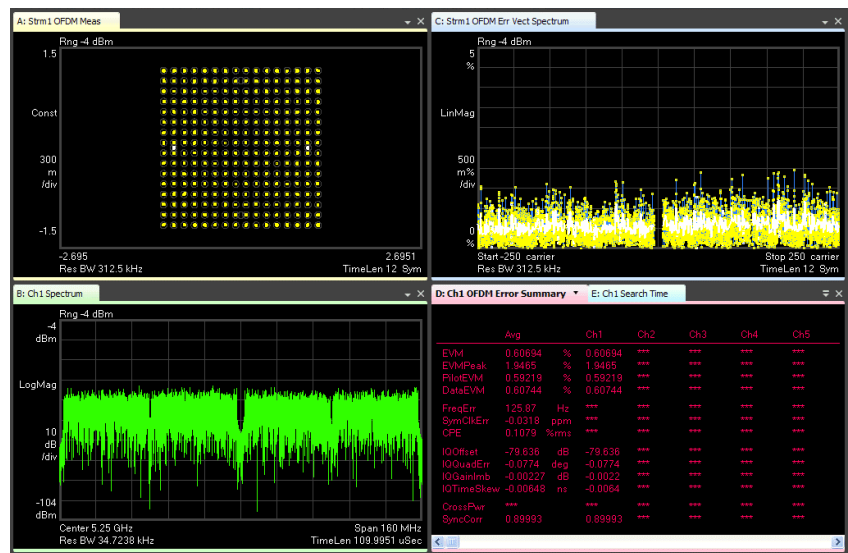 A: Strm1 OFDM Meas
Rng -4 dBm
1.5
Const
300
m
/div
-1.5
-2.695
2.6951
Res BW 312.5 kHz
TimeLen 12 Sym
C: Strm1 OFDM Err Vect Spectrum
Rng -4 dBm
5
%
LinMag
500
m%
/div
0
%
Start -250 carrier
Stop 250 carrier
Res BW 312.5 kHz
TimeLen 12 Sym
B: Ch1 Spectrum
Rng -4 dBm
-4
dBm
LogMag
10
dB
/div
-104
dBm
Center 5.25 GHz
Span 160 MHz
Res BW 34.7238 kHz
TimeLen 109.9951 uSec
D: Ch1 OFDM Error Summary
E: Ch1 Search Time
Avg Ch1 Ch2 Ch3 Ch4 Ch5
EVM 0.60694 % 0.60694 *** *** *** ***
EVMPeak 1.9465 % 1.9465 *** *** *** ***
PilotEVM 0.59219 % 0.59219 *** *** *** ***
DataEVM 0.60744 % 0.60744 *** *** *** ***
FreqErr 125.87 Hz *** *** *** *** ***
SymClkErr -0.0318 ppm *** *** *** *** ***
CPE 0.1079 %rms *** *** *** *** ***
IQOffset -79.636 dB -79.636 *** *** *** ***
IQQuadErr -0.0774 deg -0.0774 *** *** *** ***
IQGainImb -0.00227 dB -0.0022 *** *** *** ***
IQTimeSkew -0.00648 ns -0.0064 *** *** *** ***
CrossPwr *** *** *** *** *** ***
SyncCorr 0.89993 0.89993 *** *** *** ***